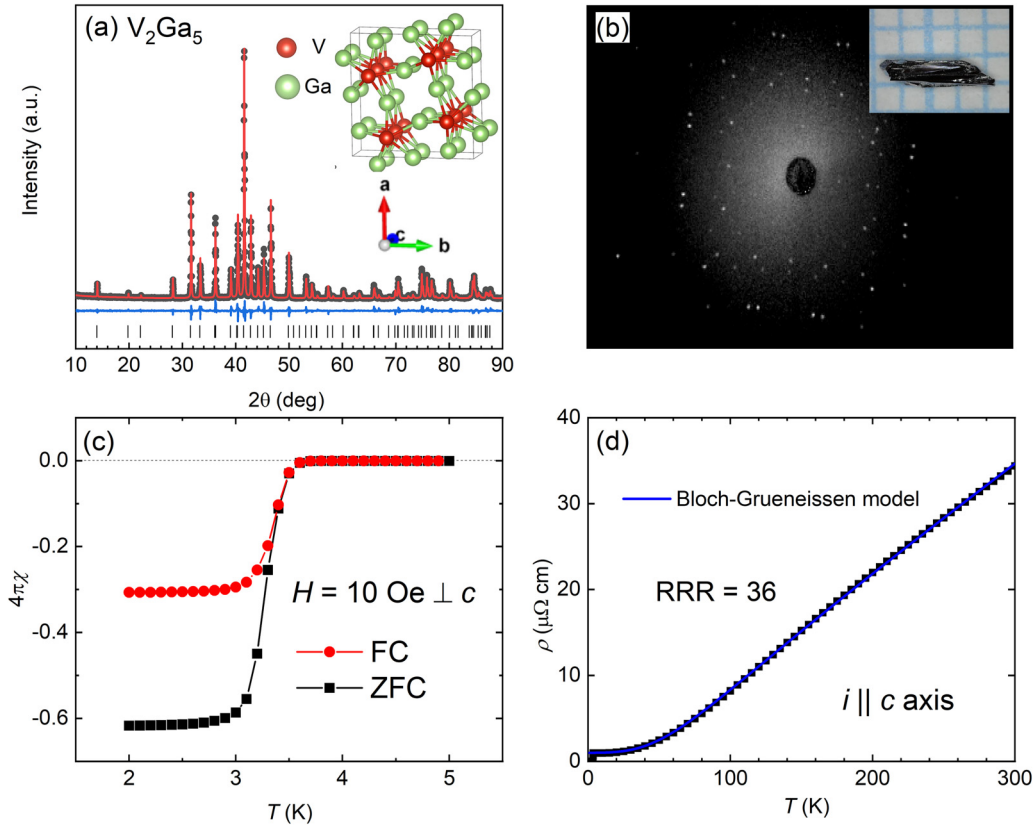 (a) V₂Ga₅
V
Ga
a
c
b
Intensity (a.u.)
10 20 30 40 50 60 70 80 90
2θ (deg)
(b)
(c)
0.0
-0.2
-0.4
-0.6
4πχ
H = 10 Oe ⊥ c
FC
ZFC
2 3 4 5
T (K)
(d)
40
30
20
10
0
ρ (μΩ cm)
Bloch-Grueneissen model
RRR = 36
i || c axis
0 100 200 300
T (K)